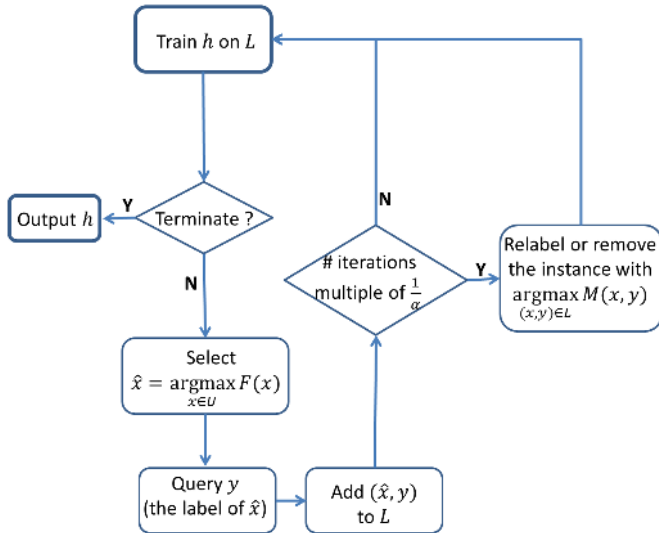 Train h on L
Terminate ?
Y
Output h
N
Select
x̂ = argmax F(x)
x∈U
Query y
(the label of x̂)
Add (x̂, y)
to L
# iterations
multiple of 1/α
N
Y
Relabel or remove
the instance with
argmax M(x, y)
(x,y)∈L